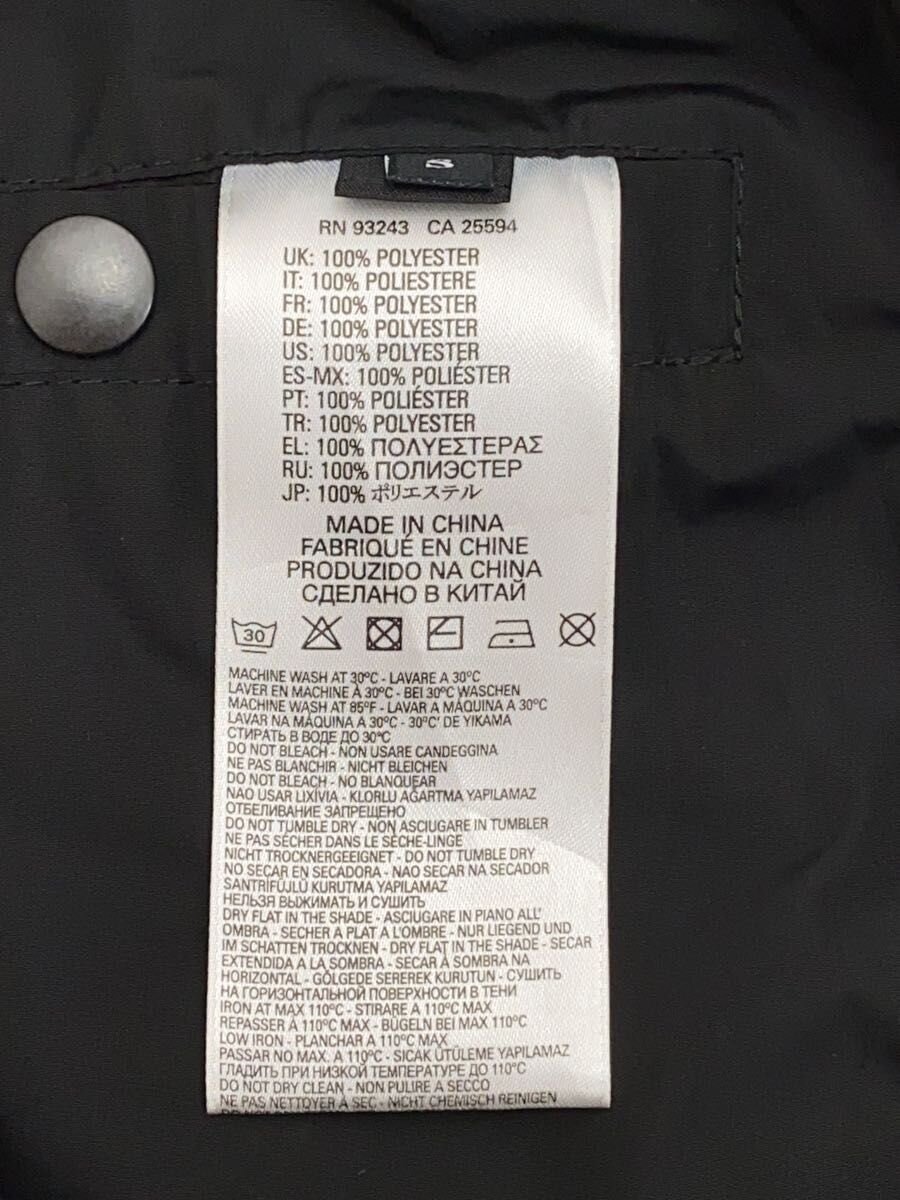 S
RN 93243 CA 25594
UK: 100% POLYESTER
IT: 100% POLIESTERE
FR: 100% POLYESTER
DE: 100% POLYESTER
US: 100% POLYESTER
ES-MX: 100% POLIÉSTER
PT: 100% POLIÉSTER
TR: 100% POLYESTER
EL: 100% ΠΟΛΥΕΣΤΕΡΑΣ
RU: 100% ПОЛИЭСТЕР
JP: 100% ポリエステル
MADE IN CHINA
FABRIQUÉ EN CHINE
PRODUZIDO NA CHINA
СДЕЛАНО В КИТАЙ
30
MACHINE WASH AT 30°C - LAVARE A 30°C
LAVER EN MACHINE À 30°C - BEI 30°C WASCHEN
MACHINE WASH AT 85°F - LAVAR A MÁQUINA A 30°C
LAVAR NA MÁQUINA A 30°C - 30°C' DE YIKAMA
СТИРАТЬ В ВОДЕ ДО 30°C
DO NOT BLEACH - NON USARE CANDEGGINA
NE PAS BLANCHIR - NICHT BLEICHEN
DO NOT BLEACH - NO BLANQUEAR
NAO USAR LIXÍVIA - KLORLU AĞARTMA YAPILAMAZ
ОТБЕЛИВАНИЕ ЗАПРЕЩЕНО
DO NOT TUMBLE DRY - NON ASCIUGARE IN TUMBLER
NE PAS SÉCHER DANS LE SÈCHE-LINGE
NICHT TROCKNERGEEIGNET - DO NOT TUMBLE DRY
NO SECAR EN SECADORA - NAO SECAR NA SECADOR
SANTRİFÜJLÜ KURUTMA YAPILAMAZ
НЕЛЬЗЯ ВЫЖИМАТЬ И СУШИТЬ
DRY FLAT IN THE SHADE - ASCIUGARE IN PIANO ALL'
OMBRA - SECHER A PLAT A L'OMBRE - NUR LIEGEND UND
IM SCHATTEN TROCKNEN - DRY FLAT IN THE SHADE - SECAR
EXTENDIDA A LA SOMBRA - SECAR À SOMBRA NA
HORIZONTAL - GÖLGEDE SEREREK KURUTUN - СУШИТЬ
НА ГОРИЗОНТАЛЬНОЙ ПОВЕРХНОСТИ В ТЕНИ
IRON AT MAX 110°C - STIRARE A 110°C MAX
REPASSER À 110°C MAX - BÜGELN BEI MAX 110°C
LOW IRON - PLANCHAR A 110°C MAX
PASSAR NO MAX. A 110°C - SICAK ÜTÜLEME YAPILAMAZ
ГЛАДИТЬ ПРИ НИЗКОЙ ТЕМПЕРАТУРЕ ДО 110°C
DO NOT DRY CLEAN - NON PULIRE A SECCO
NE PAS NETTOYER À SEC - NICHT CHEMISCH REINIGEN